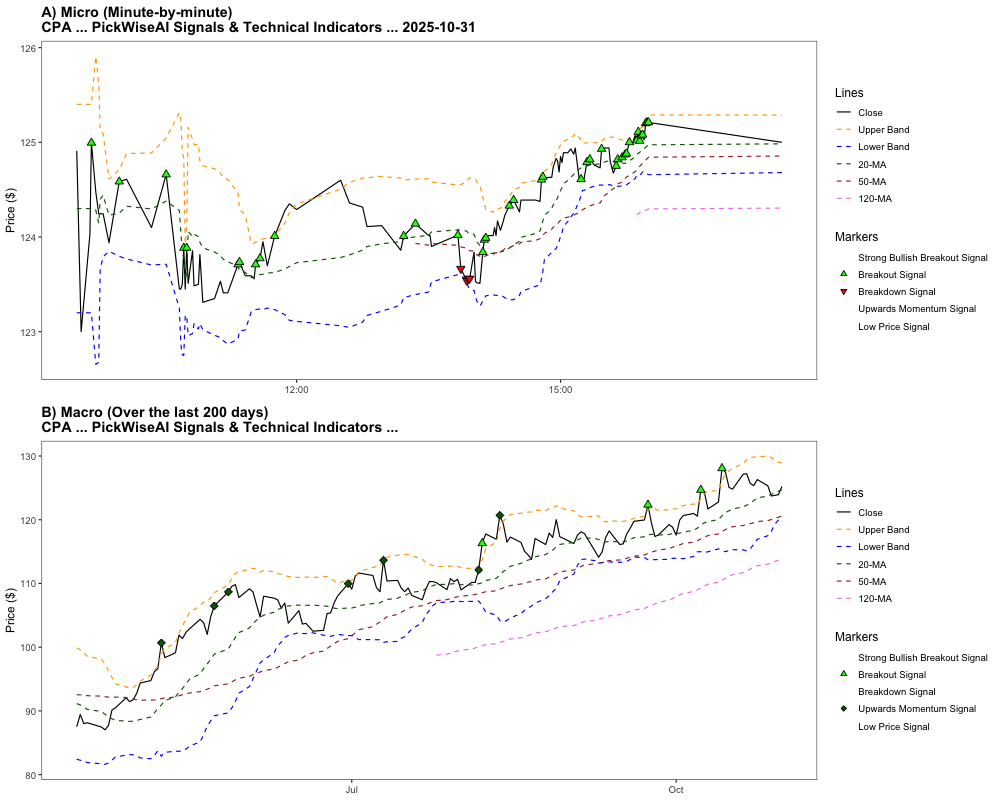 A) Micro (Minute-by-minute)
CPA ... PickWiseAI Signals & Technical Indicators ... 2025-10-31
126
125
124
123
Price ($)
12:00
15:00
Lines
Close
Upper Band
Lower Band
20-MA
50-MA
120-MA
Markers
Strong Bullish Breakout Signal
Breakout Signal
Breakdown Signal
Upwards Momentum Signal
Low Price Signal
B) Macro (Over the last 200 days)
CPA ... PickWiseAI Signals & Technical Indicators ...
130
120
110
100
90
80
Price ($)
Jul
Oct
Lines
Close
Upper Band
Lower Band
20-MA
50-MA
120-MA
Markers
Strong Bullish Breakout Signal
Breakout Signal
Breakdown Signal
Upwards Momentum Signal
Low Price Signal